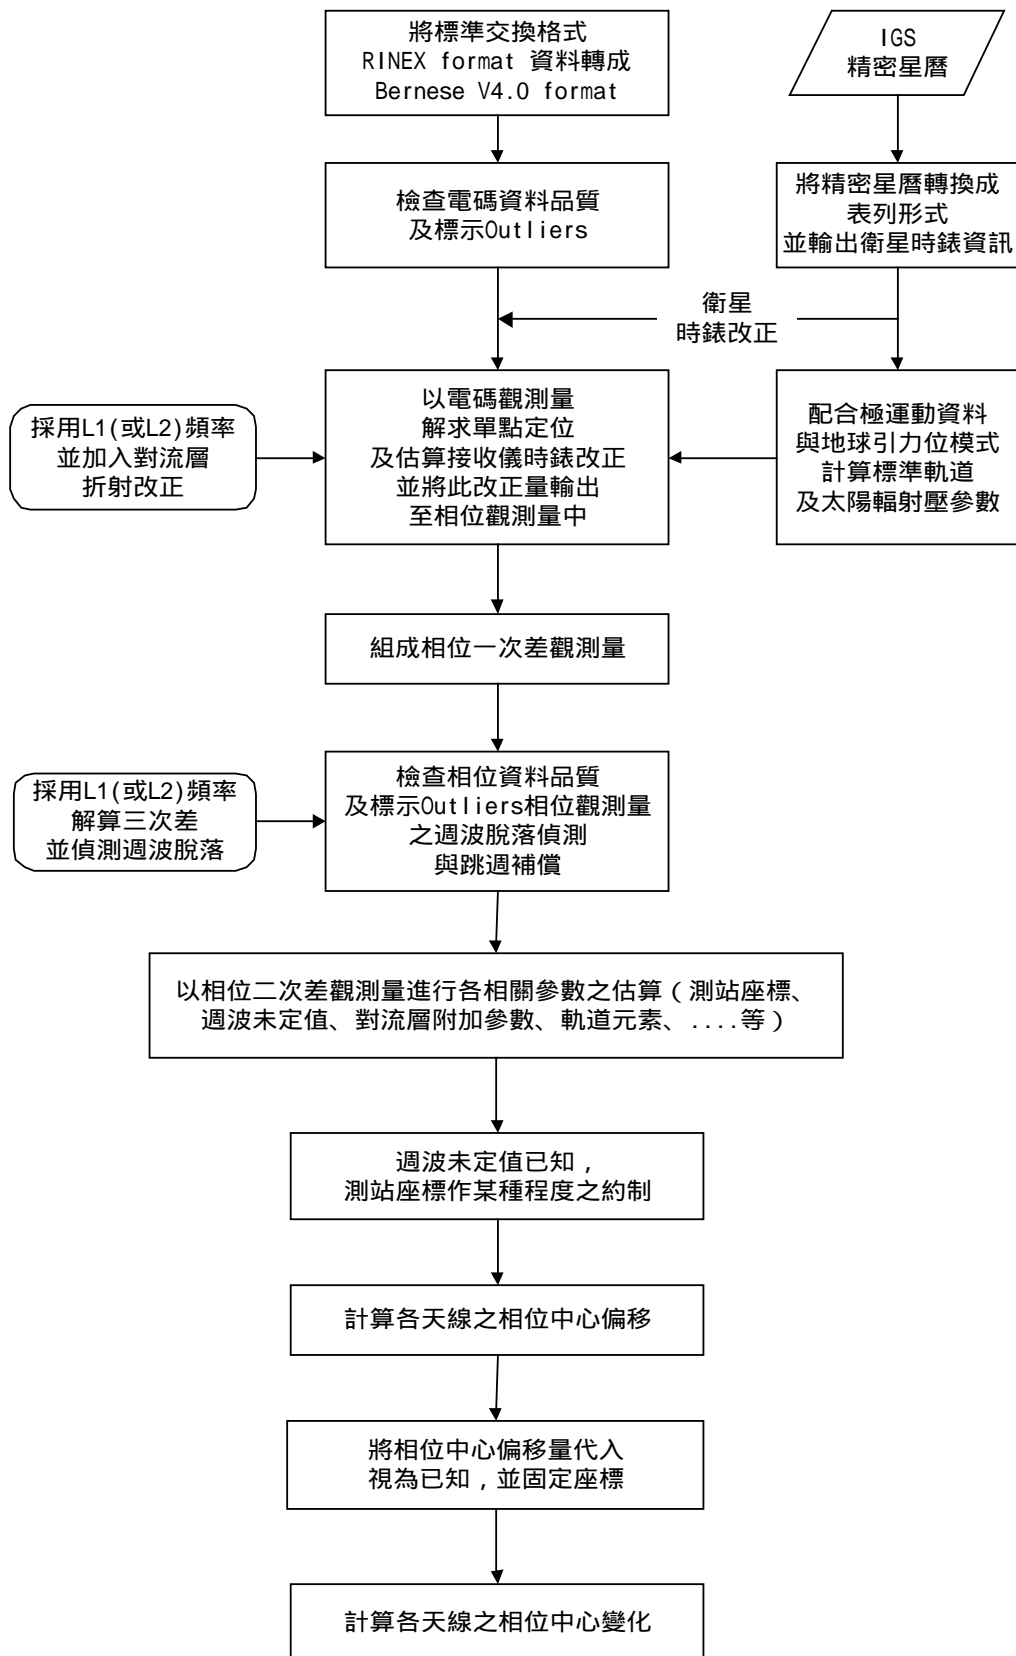 將標準交換格式
RINEX format 資料轉成
Bernese V4.0 format
IGS
精密星曆
檢查電碼資料品質
及標示Outliers
將精密星曆轉換成
表列形式
並輸出衛星時錶資訊
衛星
時錶改正
採用L1(或L2)頻率
並加入對流層
折射改正
以電碼觀測量
解求單點定位
及估算接收儀時錶改正
並將此改正量輸出
至相位觀測量中
配合極運動資料
與地球引力位模式
計算標準軌道
及太陽輻射壓參數
組成相位一次差觀測量
採用L1(或L2)頻率
解算三次差
並偵測週波脫落
檢查相位資料品質
及標示Outliers相位觀測量
之週波脫落偵測
與跳週補償
以相位二次差觀測量進行各相關參數之估算（測站座標、
週波未定值、對流層附加參數、軌道元素、....等）
週波未定值已知，
測站座標作某種程度之約制
計算各天線之相位中心偏移
將相位中心偏移量代入
視為已知，並固定座標
計算各天線之相位中心變化